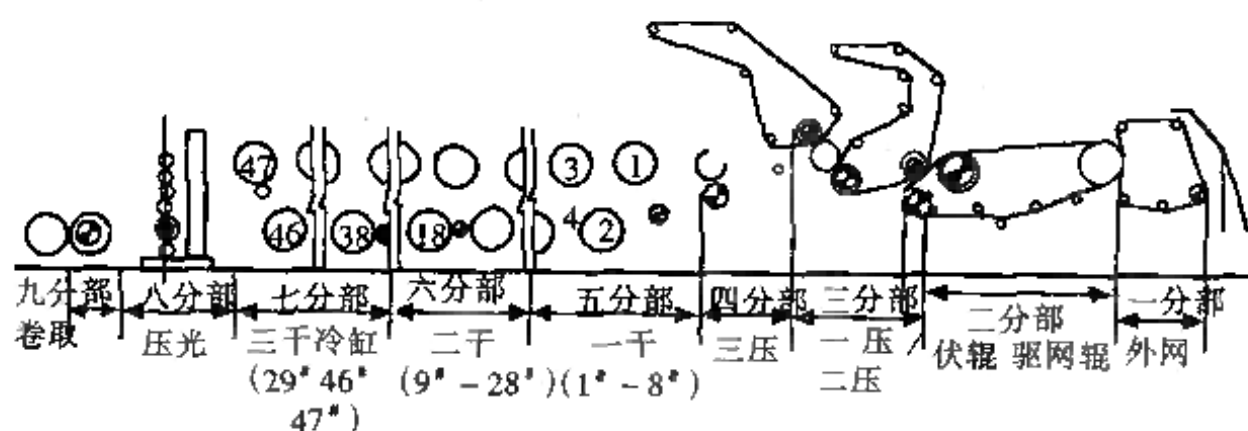 47 3 1
46 38 18 4 2
九分部 八分部 七分部 六分部 五分部 四分部 三分部 二分部 一分部
卷取 压光 三干冷缸 二干 一干 三压 一压 伏辊 驱网辊 外网
二压
(29# 46# (9# - 28#)(1# - 8#)
47#)